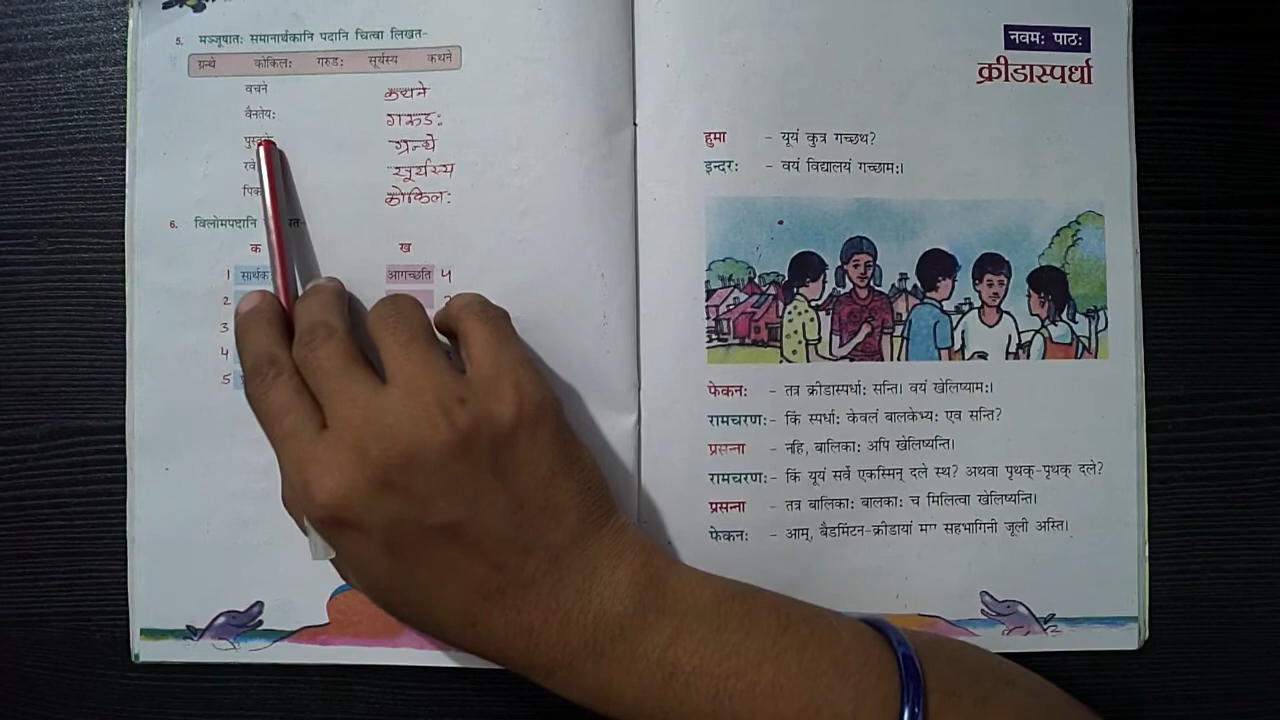 5. मञ्जूषातः समानार्थकानि पदानि चित्वा लिखत-
ग्रन्थे कोकिलः गरुडः सूर्यस्य कथने
वचने कथने
वैनतेयः गरुडः
ग्रन्थे
सूर्यस्य
कोकिलः
6. विलोमपदानि
क ख
1 सार्थक आगच्छति 5
2
3
4
5
नवमः पाठः
क्रीडास्पर्धा
हुमा - यूयं कुत्र गच्छथ?
इन्दरः - वयं विद्यालयं गच्छामः।
फेकनः - तत्र क्रीडास्पर्धाः सन्ति। वयं खेलिष्यामः।
रामचरणः - किं स्पर्धाः केवलं बालकेभ्यः एव सन्ति?
प्रसन्ना - नहि, बालिकाः अपि खेलिष्यन्ति।
रामचरणः - किं यूयं सर्वे एकस्मिन् दले स्थ? अथवा पृथक्-पृथक् दले?
प्रसन्ना - तत्र बालिकाः बालकाः च मिलित्वा खेलिष्यन्ति।
फेकनः - आम्, बैडमिंटन-क्रीडायां सहभागिनी जूली अस्ति।